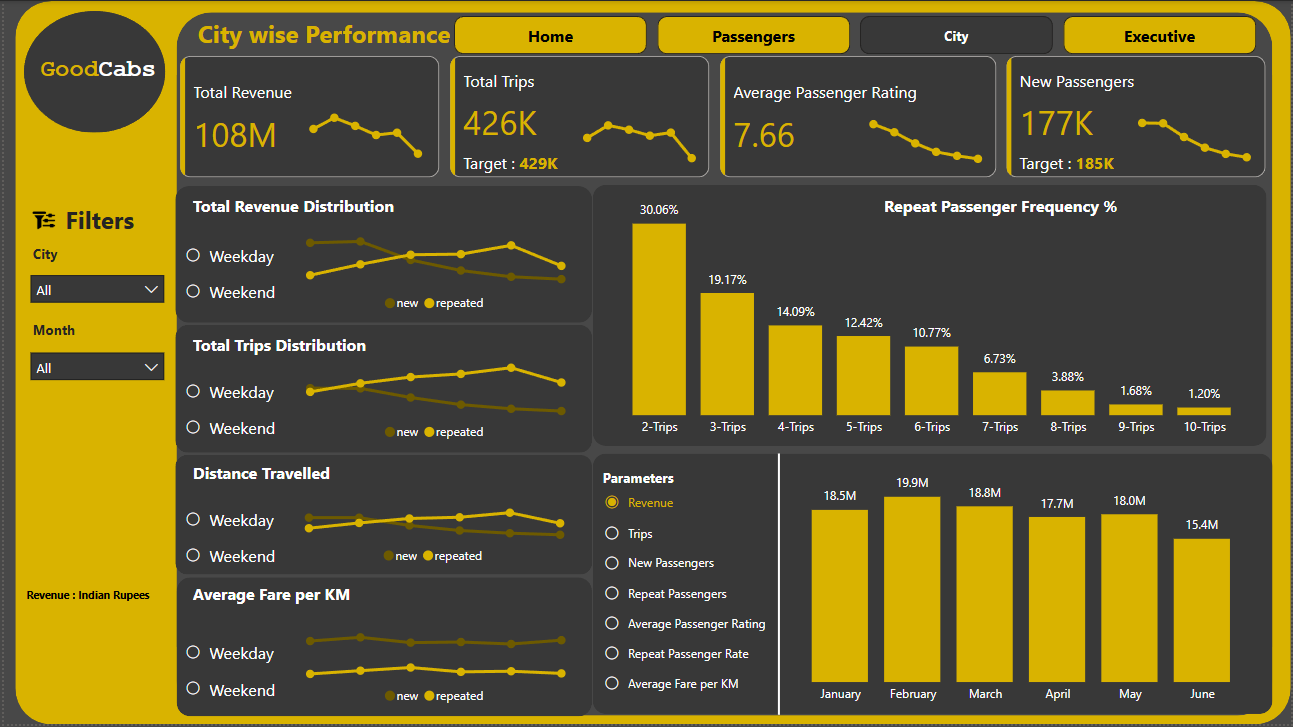 GoodCabs
City wise Performance
Home
Passengers
City
Executive
Total Revenue
108M
Total Trips
426K
Target : 429K
Average Passenger Rating
7.66
New Passengers
177K
Target : 185K
Filters
City
All
Month
All
Revenue : Indian Rupees
Total Revenue Distribution
Weekday
Weekend
new repeated
Total Trips Distribution
Weekday
Weekend
new repeated
Distance Travelled
Weekday
Weekend
new repeated
Average Fare per KM
Weekday
Weekend
new repeated
Repeat Passenger Frequency %
30.06%
19.17%
14.09%
12.42%
10.77%
6.73%
3.88%
1.68%
1.20%
2-Trips 3-Trips 4-Trips 5-Trips 6-Trips 7-Trips 8-Trips 9-Trips 10-Trips
Parameters
Revenue
Trips
New Passengers
Repeat Passengers
Average Passenger Rating
Repeat Passenger Rate
Average Fare per KM
18.5M
19.9M
18.8M
17.7M
18.0M
15.4M
January February March April May June